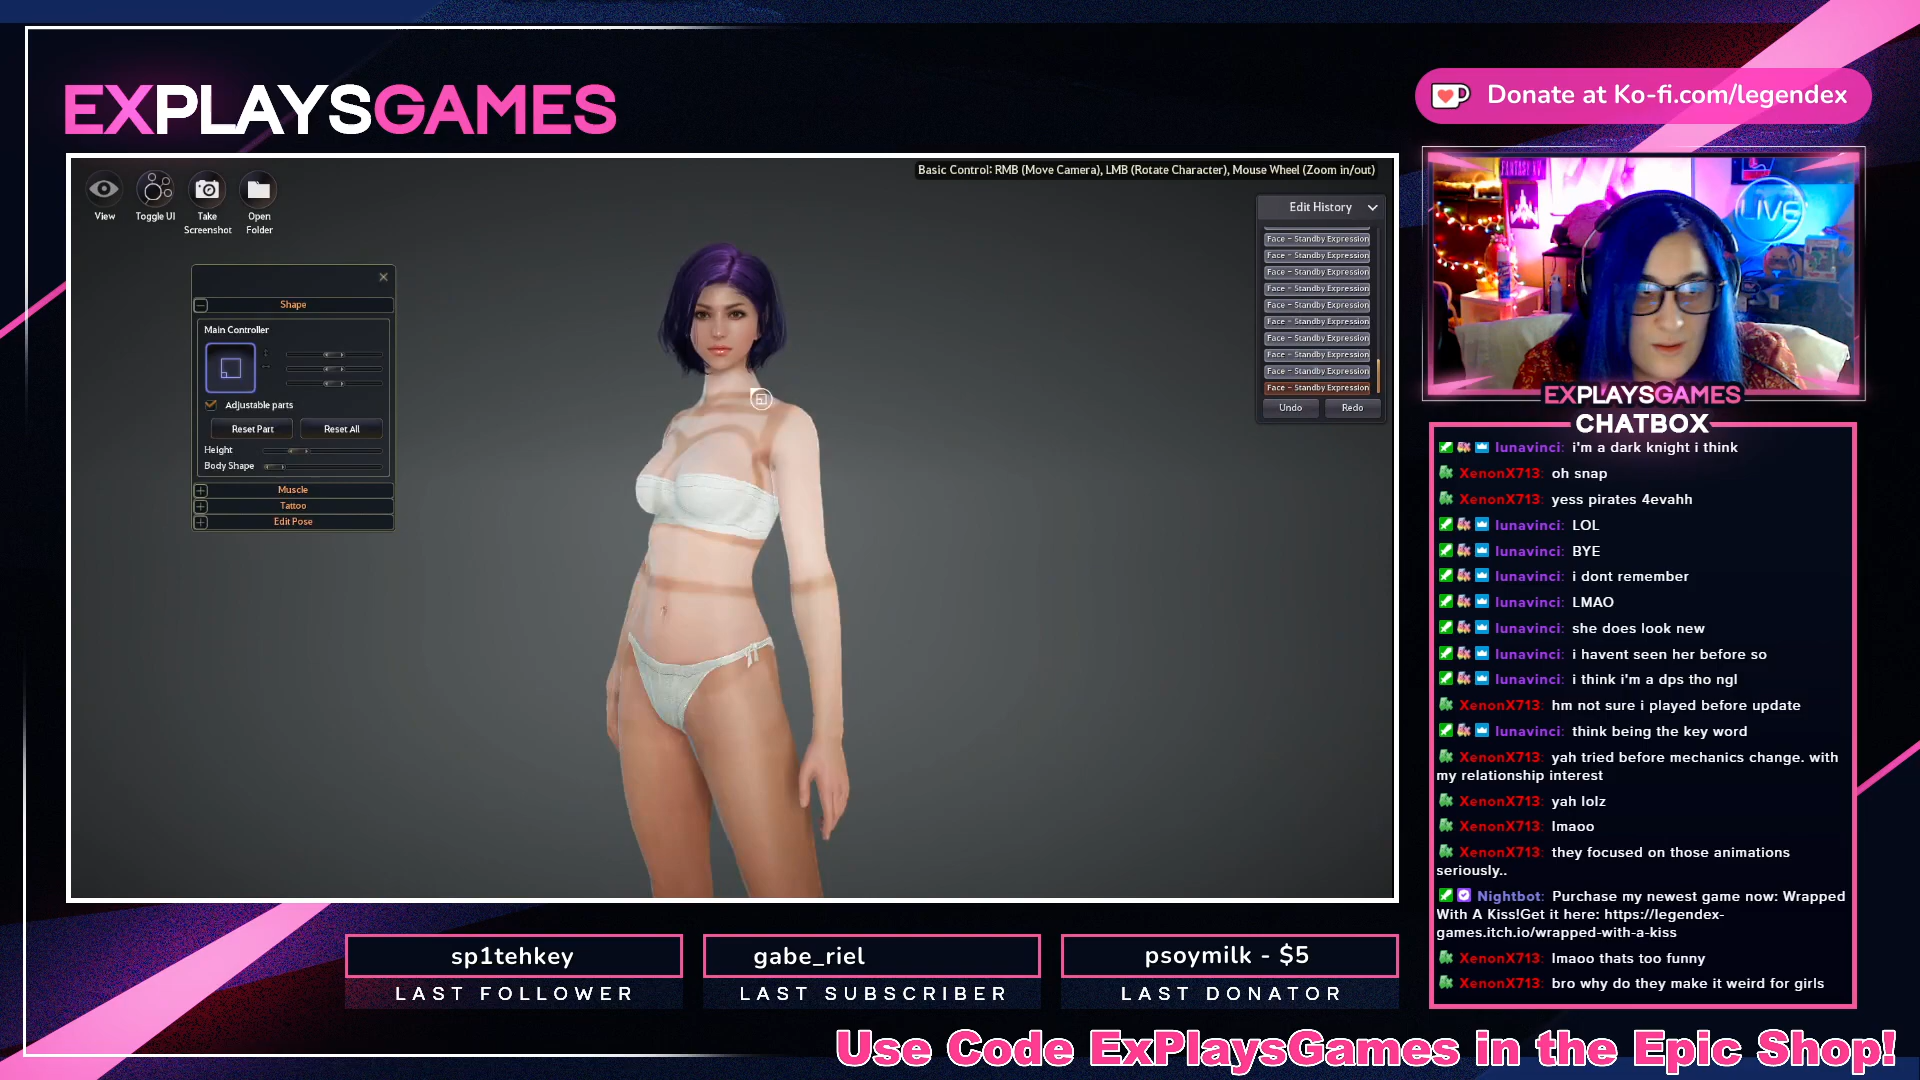 EXPLAYSGAMES
Donate at Ko-fi.com/legendex
Basic Control: RMB (Move Camera), LMB (Rotate Character), Mouse Wheel (Zoom in/out)
View
Toggle UI
Take Screenshot
Open Folder
Edit History
Face - Standby Expression
Face - Standby Expression
Face - Standby Expression
Face - Standby Expression
Face - Standby Expression
Face - Standby Expression
Face - Standby Expression
Face - Standby Expression
Face - Standby Expression
Face - Standby Expression
Undo
Redo
Shape
Main Controller
Adjustable parts
Reset Part
Reset All
Height
Body Shape
Muscle
Tattoo
Edit Pose
LIVE
EXPLAYSGAMES
CHATBOX
lunavinci: i'm a dark knight i think
XenonX713: oh snap
XenonX713: yess pirates 4evahh
lunavinci: LOL
lunavinci: BYE
lunavinci: i dont remember
lunavinci: LMAO
lunavinci: she does look new
lunavinci: i havent seen her before so
lunavinci: i think i'm a dps tho ngl
XenonX713: hm not sure i played before update
lunavinci: think being the key word
XenonX713: yah tried before mechanics change. with
my relationship interest
XenonX713: yah lolz
XenonX713: lmaoo
XenonX713: they focused on those animations
seriously..
Nightbot: Purchase my newest game now: Wrapped
With A Kiss!Get it here: https://legendex-
games.itch.io/wrapped-with-a-kiss
XenonX713: lmaoo thats too funny
XenonX713: bro why do they make it weird for girls
sp1tehkey
LAST FOLLOWER
gabe_riel
LAST SUBSCRIBER
psoymilk - $5
LAST DONATOR
Use Code ExPlaysGames in the Epic Shop!